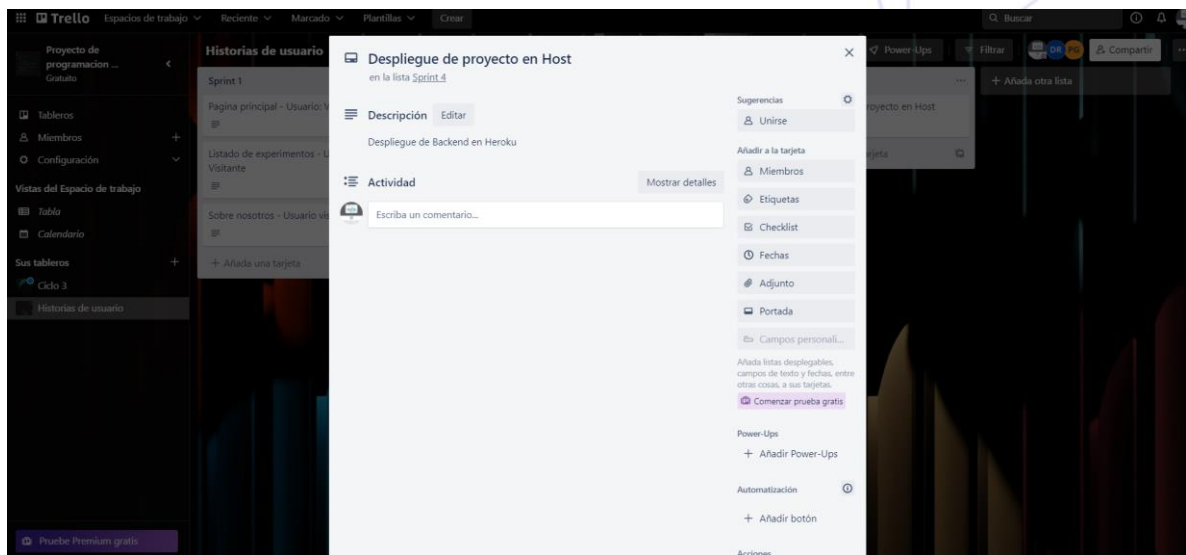 Trello Espacios de trabajo Reciente Marcado Plantillas Crear Buscar
Proyecto de
programacion ...
Gratuito
Tableros
Miembros
Configuración
Vistas del Espacio de trabajo
Tabla
Calendario
Sus tableros
Ciclo 3
Historias de usuario
Pruebe Premium gratis
Historias de usuario
Power-Ups Filtrar DR PG Compartir
Sprint 1
Pagina principal - Usuario: V
Listado de experimentos - U
Visitante
Sobre nosotros - Usuario vis
+ Añada una tarjeta
royecto en Host
rjeta
+ Añada otra lista
Despliegue de proyecto en Host
en la lista Sprint 4
Descripción Editar
Despliegue de Backend en Heroku
Actividad Mostrar detalles
Escriba un comentario...
Sugerencias
Unirse
Añadir a la tarjeta
Miembros
Etiquetas
Checklist
Fechas
Adjunto
Portada
Campos personali...
Añada listas desplegables,
campos de texto y fechas, entre
otras cosas, a sus tarjetas.
Comenzar prueba gratis
Power-Ups
+ Añadir Power-Ups
Automatización
+ Añadir botón
Acciones